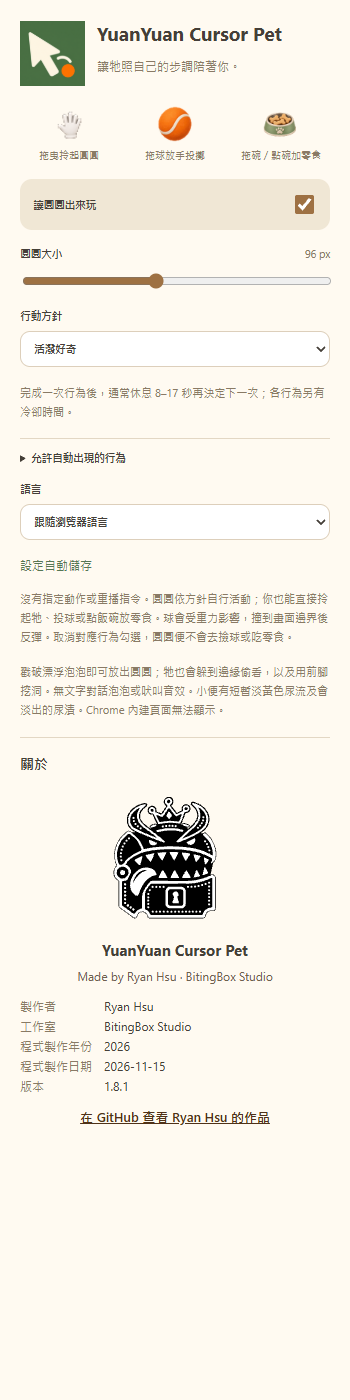 YuanYuan Cursor Pet
讓牠照自己的步調陪著你。
拖曳拎起圓圓
拖球放手投擲
拖碗 / 點碗加零食
讓圓圓出來玩
圓圓大小
96 px
行動方針
活潑好奇
完成一次行為後，通常休息 8–17 秒再決定下一次；各行為另有
冷卻時間。
允許自動出現的行為
語言
跟隨瀏覽器語言
設定自動儲存
沒有指定動作或重播指令。圓圓依方針自行活動；你也能直接拎
起牠、投球或點飯碗放零食。球會受重力影響，撞到畫面邊界後
反彈。取消對應行為勾選，圓圓便不會去撿球或吃零食。
戳破漂浮泡泡即可放出圓圓；牠也會躲到邊緣偷看，以及用前腳
挖洞。無文字對話泡泡或吠叫音效。小便有短暫淡黃色尿流及會
淡出的尿漬。Chrome 內建頁面無法顯示。
關於
YuanYuan Cursor Pet
Made by Ryan Hsu · BitingBox Studio
製作者 Ryan Hsu
工作室 BitingBox Studio
程式製作年份 2026
程式製作日期 2026-11-15
版本 1.8.1
在 GitHub 查看 Ryan Hsu 的作品